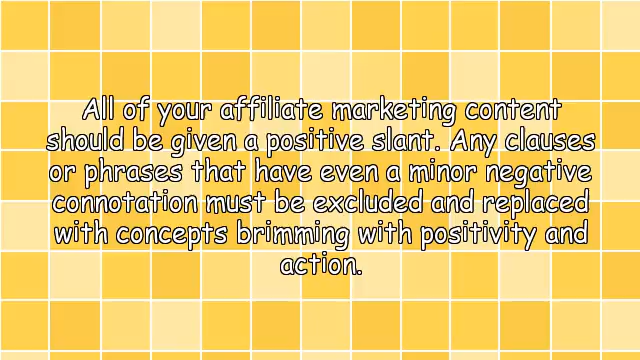 All of your affiliate marketing content
should be given a positive slant. Any clauses
or phrases that have even a minor negative
connotation must be excluded and replaced
with concepts brimming with positivity and
action.